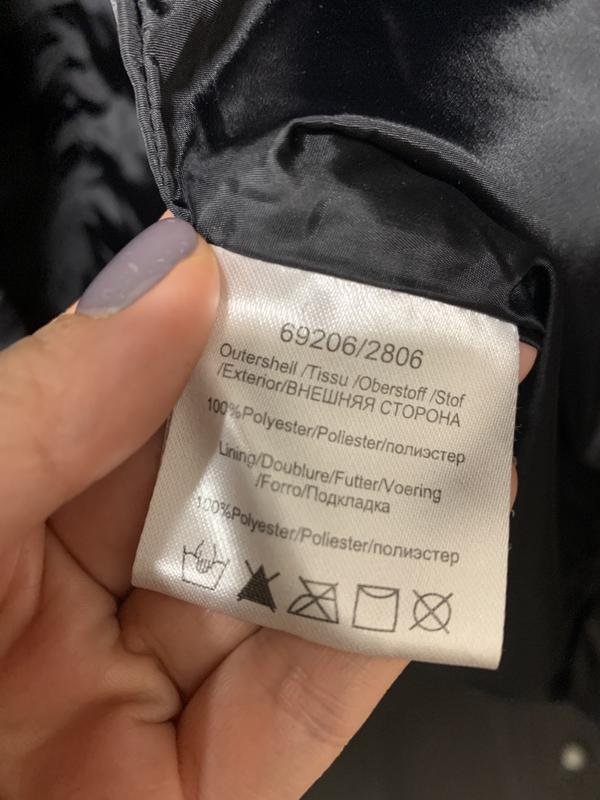 69206/2806
Outershell /Tissu /Oberstoff /Stof
/Exterior/ВНЕШНЯЯ СТОРОНА
100%Polyester/Poliester/полиэстер
Lining/Doublure/Futter/Voering
/Forro/Подкладка
100%Polyester/Poliester/полиэстер